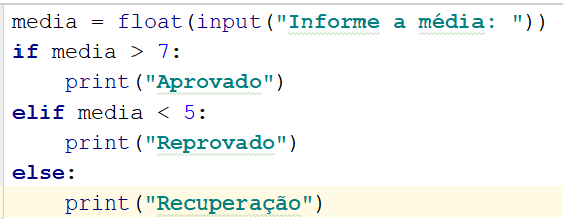 media = float(input("Informe a média: "))
if media > 7:
    print("Aprovado")
elif media < 5:
    print("Reprovado")
else:
    print("Recuperação")